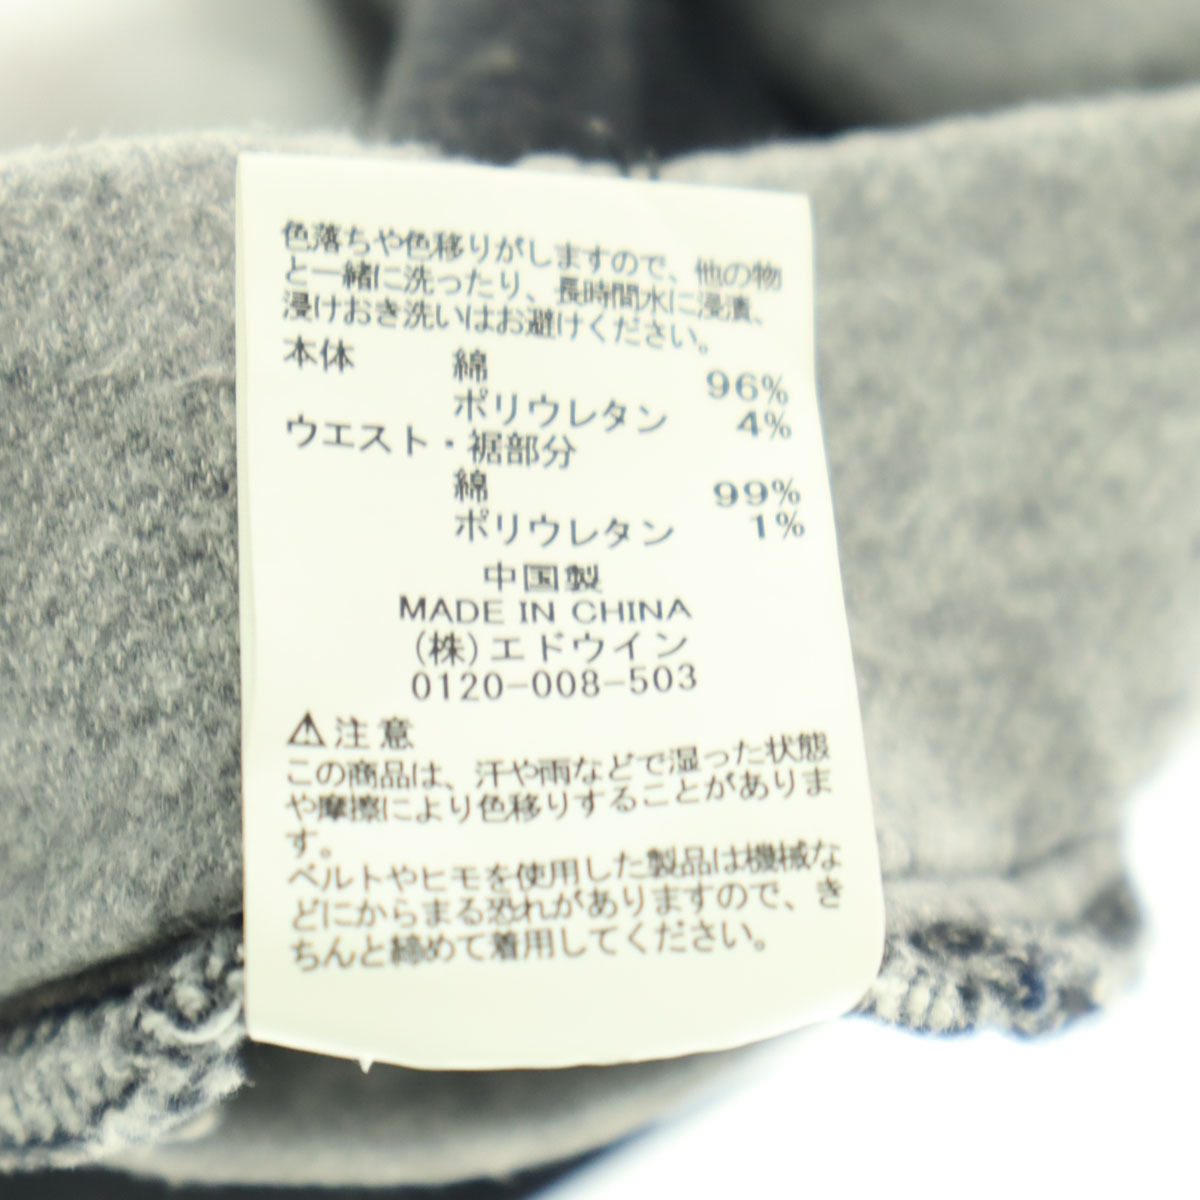 色落ちや色移りがしますので、他の物
と一緒に洗ったり、長時間水に浸漬、
浸けおき洗いはお避けください。
本体 綿 96%
ポリウレタン 4%
ウエスト・裾部分
綿 99%
ポリウレタン 1%
中国製
MADE IN CHINA
(株)エドウイン
0120-008-503
⚠注意
この商品は、汗や雨などで湿った状態
や摩擦により色移りすることがありま
す。
ベルトやヒモを使用した製品は機械な
どにからまる恐れがありますので、き
ちんと締めて着用してください。